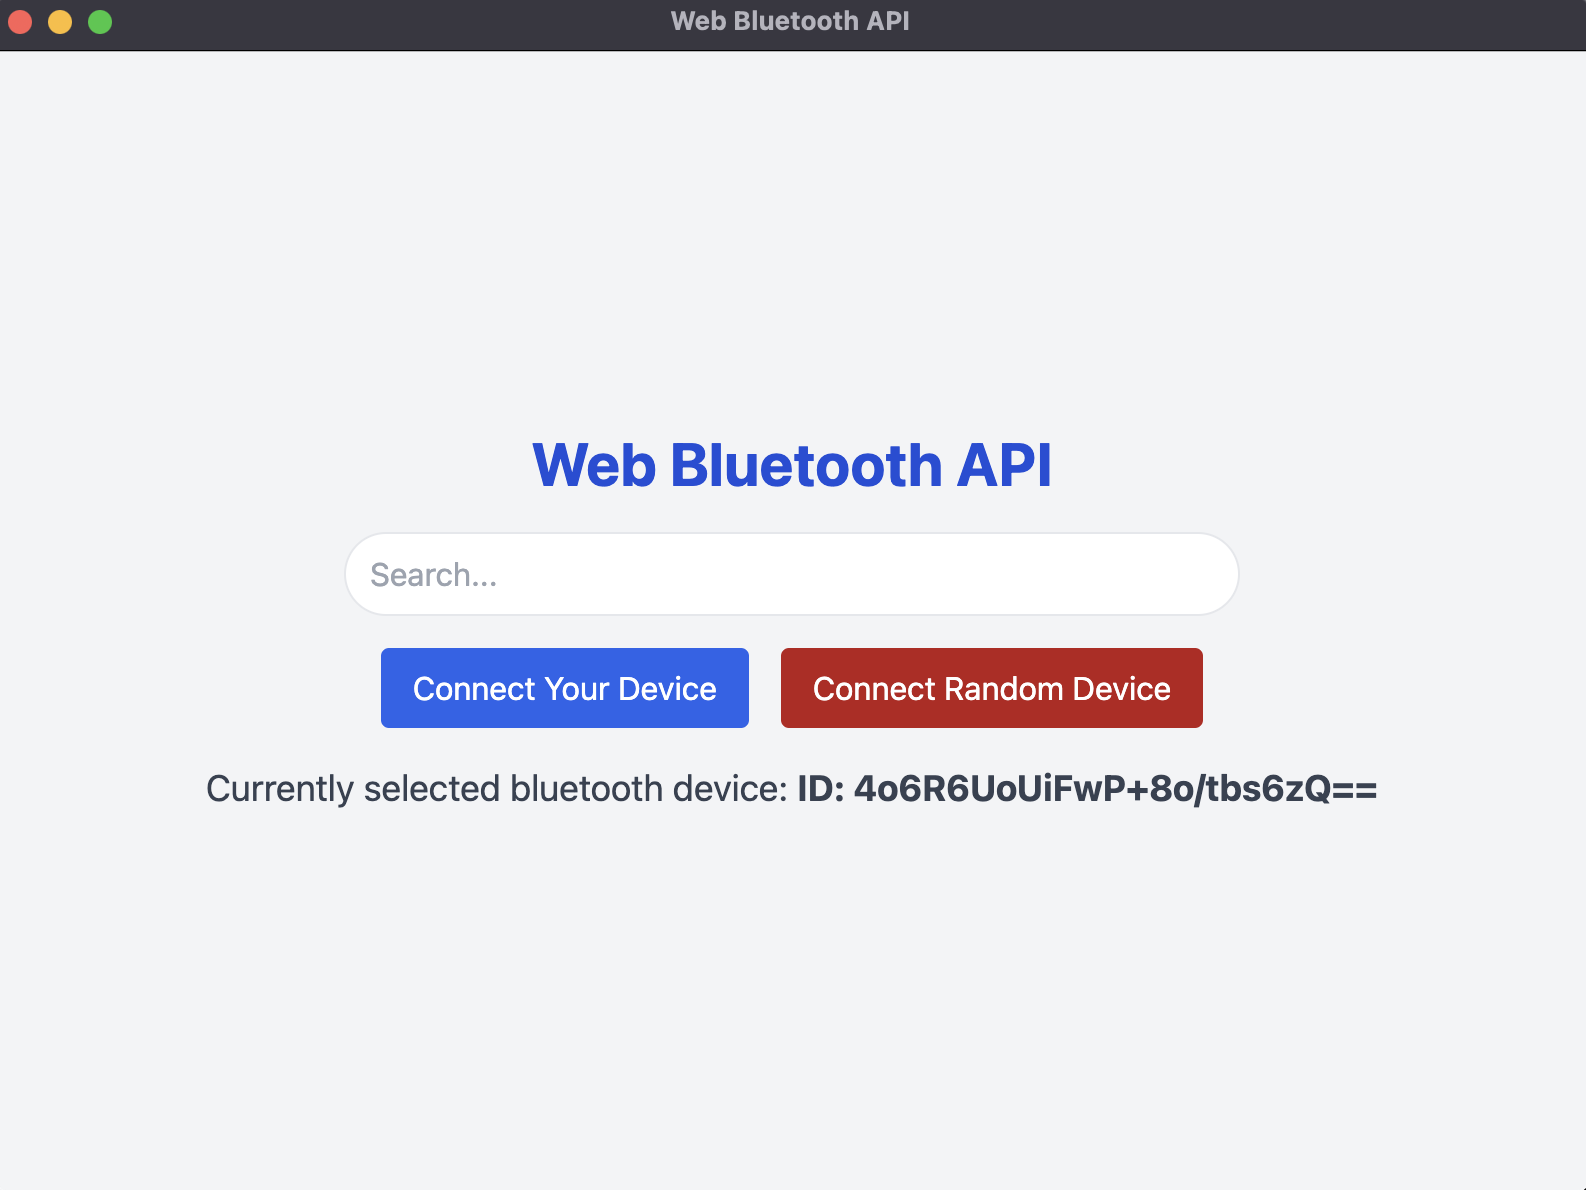 Web Bluetooth API
Web Bluetooth API
Search...
Connect Your Device
Connect Random Device
Currently selected bluetooth device: ID: 4o6R6UoUiFwP+8o/tbs6zQ==